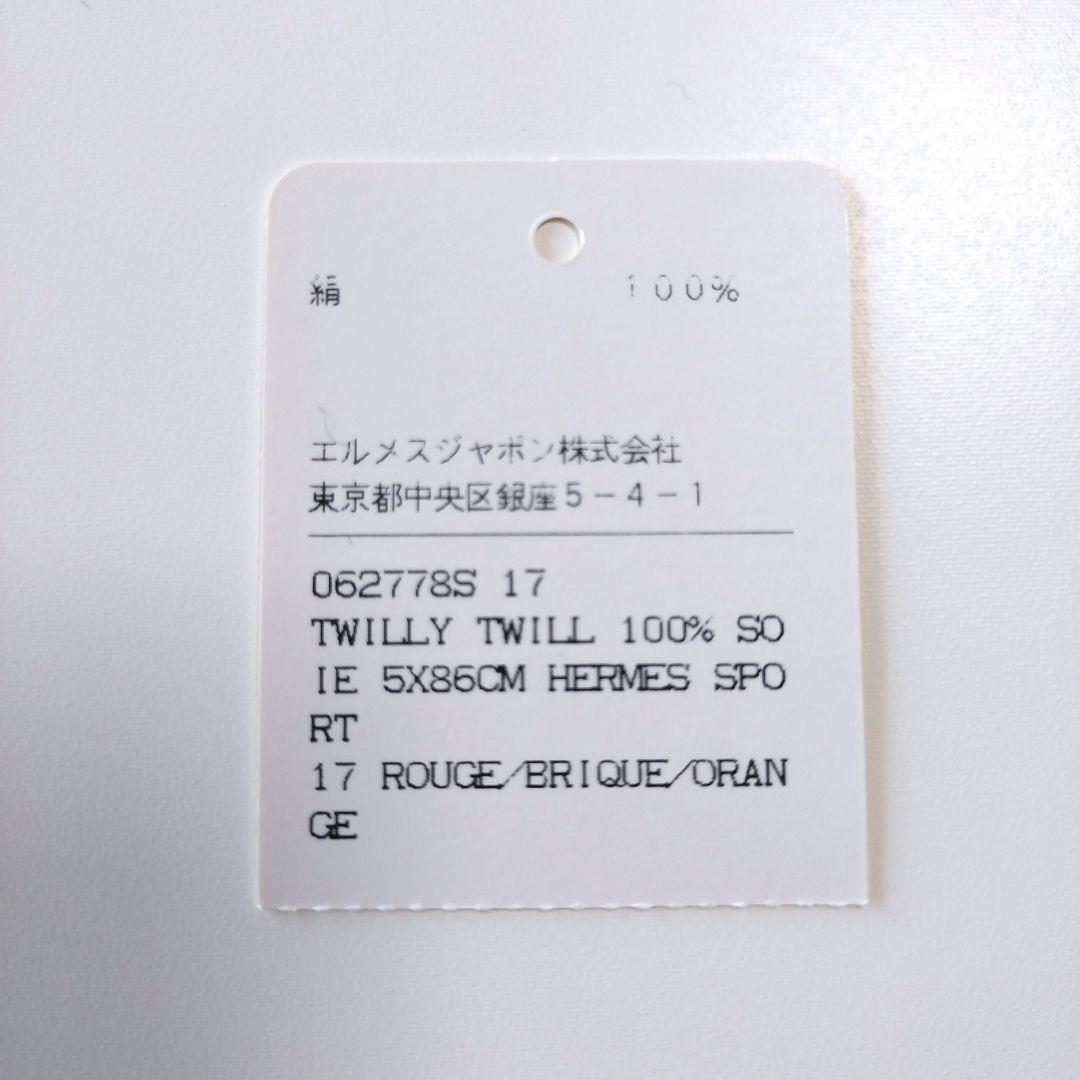 絹 100%
エルメスジャポン株式会社
東京都中央区銀座5-4-1
062778S 17
TWILLY TWILL 100% SO
IE 5X86CM HERMES SPO
RT
17 ROUGE/BRIQUE/ORAN
GE